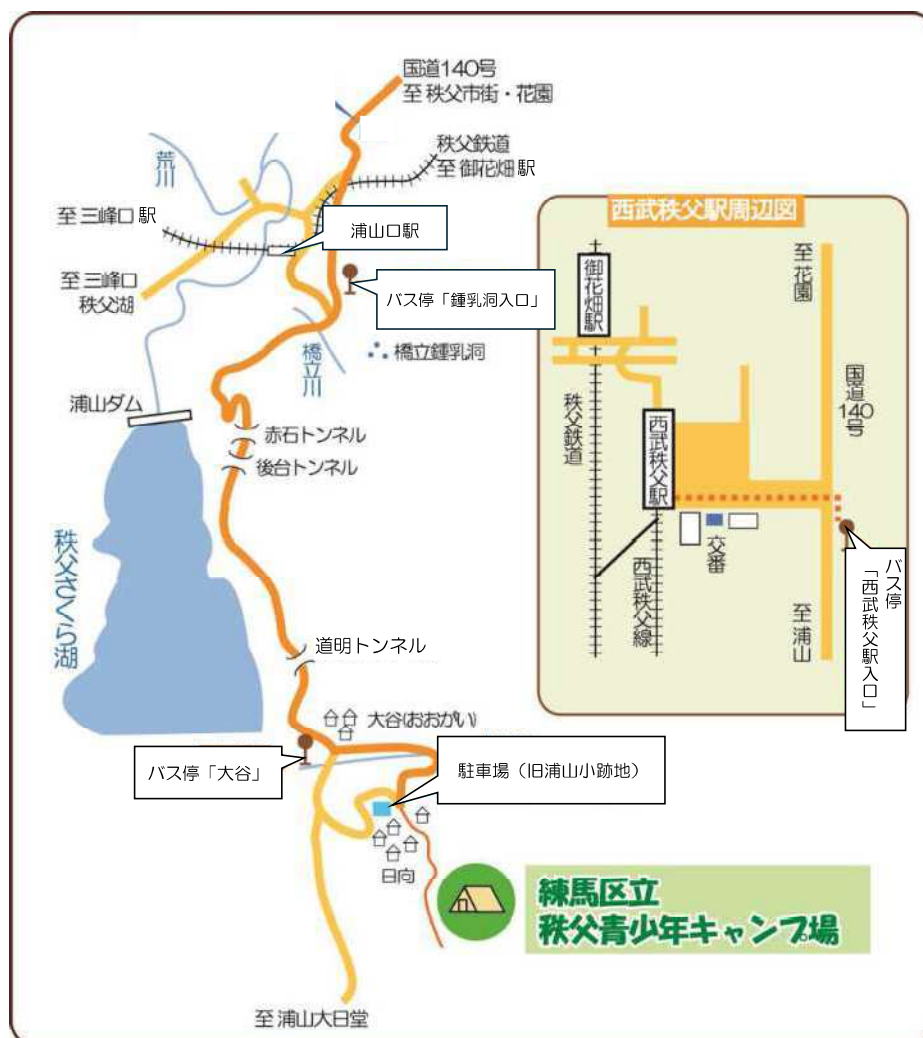 国道140号
至 秩父市街・花園
荒川
秩父鉄道
至 御花畑 駅
至 三峰口 駅
浦山口駅
至 三峰口
秩父湖
バス停「鍾乳洞入口」
橋立川
橋立鍾乳洞
浦山ダム
赤石トンネル
後台トンネル
秩父さくら湖
道明トンネル
大谷(おおがい)
バス停「大谷」
駐車場（旧浦山小跡地）
日向
練馬区立
秩父青少年キャンプ場
至 浦山大日堂
西武秩父駅周辺図
御花畑駅
至 花園
国道140号
秩父鉄道
西武秩父駅
交番
西武秩父線
至 浦山
バス停
「西武秩父駅入口」